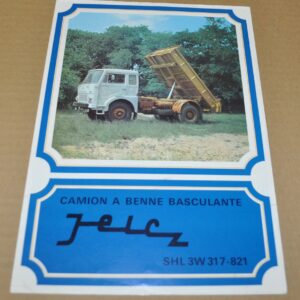 CAMION A BENNE BASCULANTE
Jelcz
SHL 3W 317-821